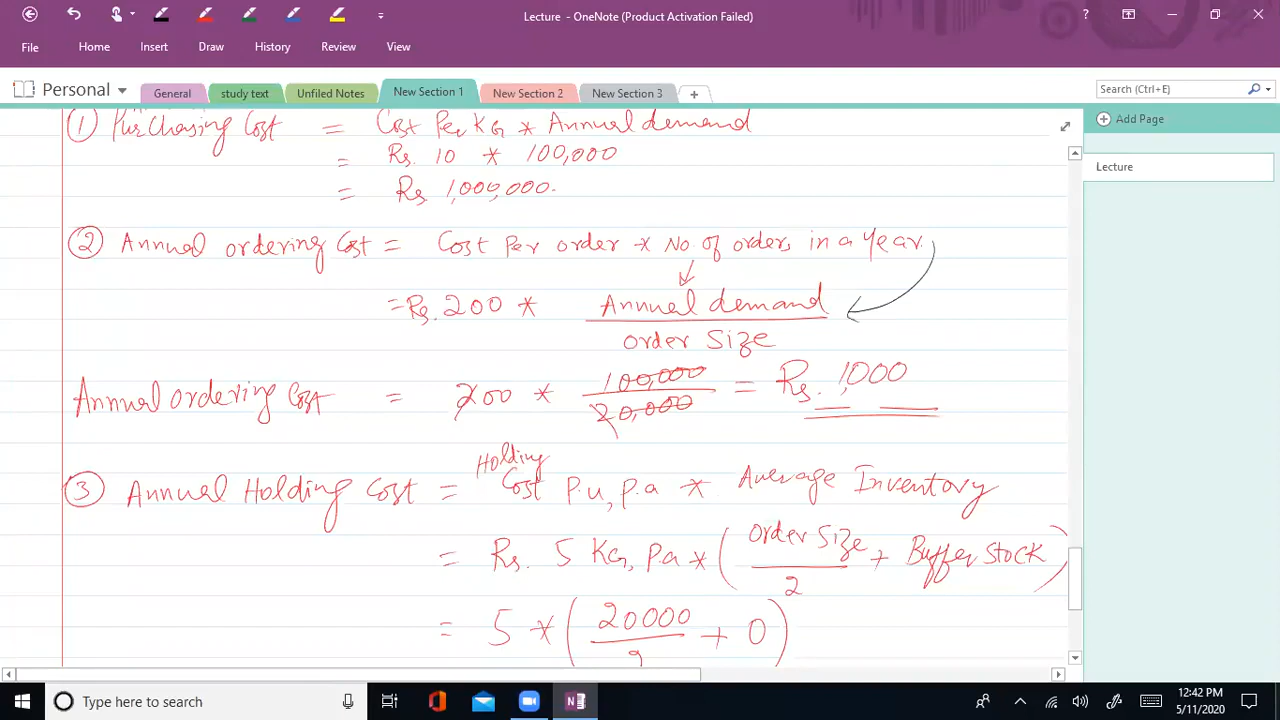 Lecture - OneNote (Product Activation Failed)
?
File Home Insert Draw History Review View
Personal General study text Unfiled Notes New Section 1 New Section 2 New Section 3 +
Search (Ctrl+E)
Add Page
Lecture
① Purchasing Cost = Cost Per KG * Annual demand
= Rs. 10 * 100,000
= Rs. 1,000,000.
② Annual ordering Cost = Cost Per order * No. of orders in a Year.
=Rs. 200 * Annual demand
order Size
Annual ordering Cost = 200 * 100,000 = Rs. 1,000
20,000
Holding
③ Annual Holding Cost = Cost P.u, p.a * Average Inventory
= Rs. 5 KG, P.a * ( order Size + Buffer Stock )
2
= 5 * ( 20000 + 0 )
2
Type here to search
12:42 PM
5/11/2020